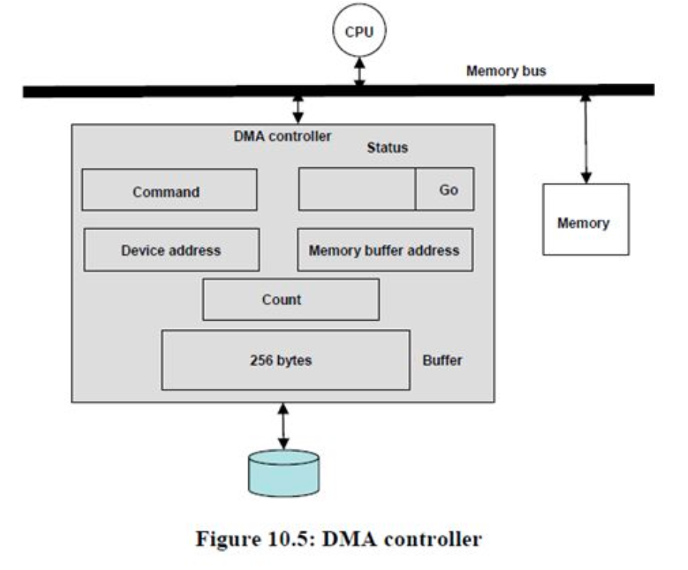 CPU
Memory bus
DMA controller
Status
Command
Go
Device address
Memory buffer address
Memory
Count
256 bytes
Buffer
Figure 10.5: DMA controller